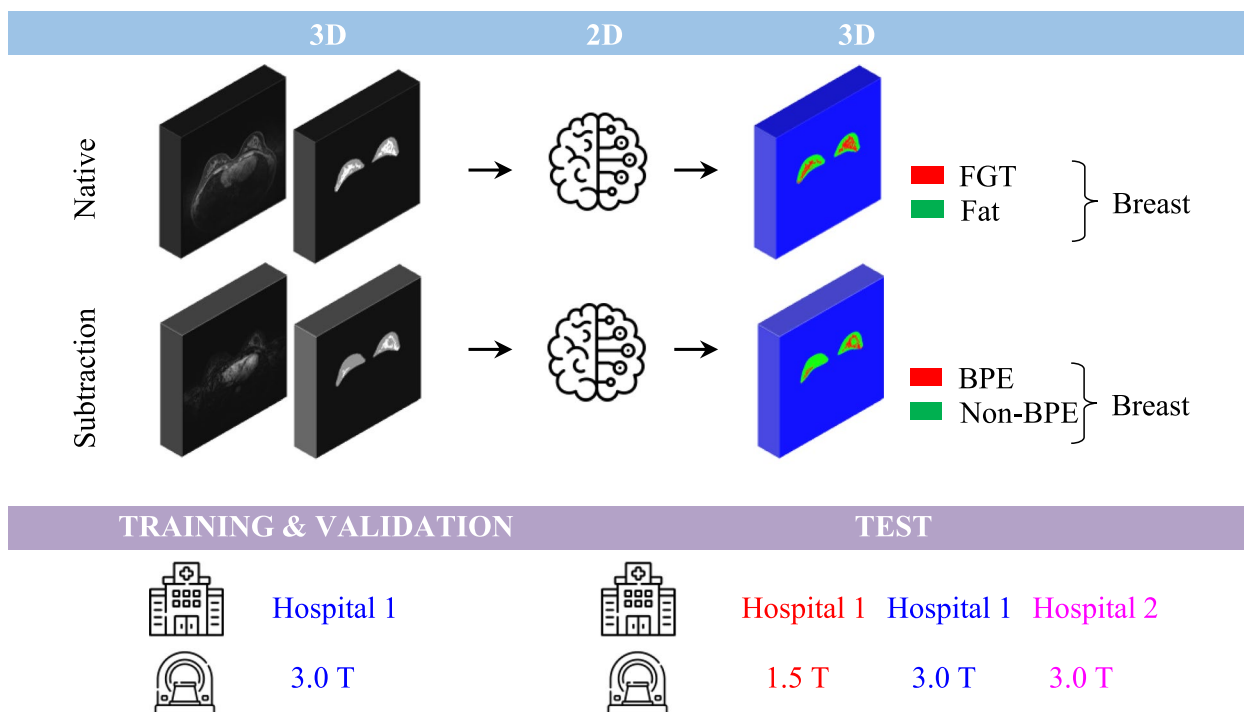 3D 2D 3D
Native
FGT
Fat
Breast
Subtraction
BPE
Non-BPE
Breast
TRAINING & VALIDATION TEST
Hospital 1 Hospital 1 Hospital 1 Hospital 2
3.0 T 1.5 T 3.0 T 3.0 T